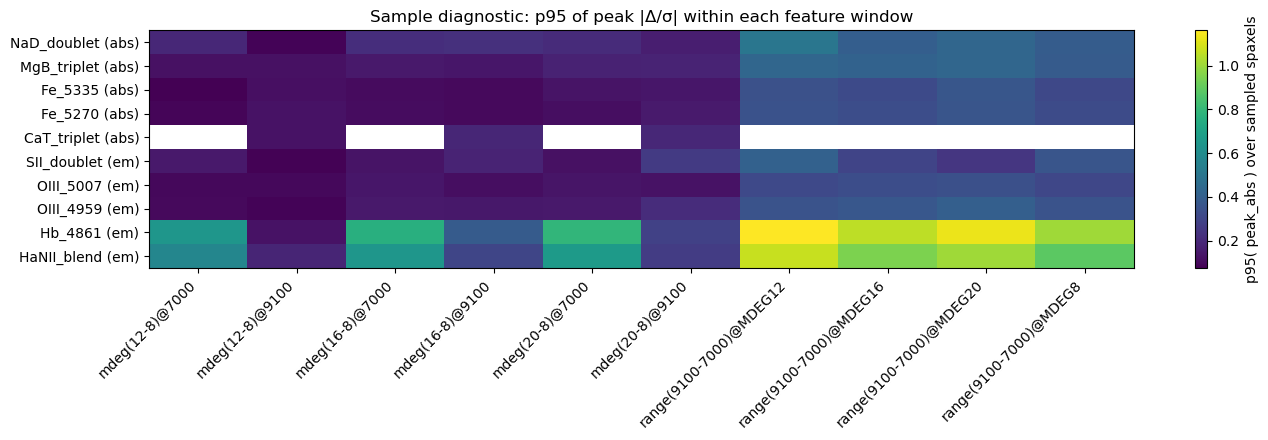 Sample diagnostic: p95 of peak |Δ/σ| within each feature window
NaD_doublet (abs)
MgB_triplet (abs)
Fe_5335 (abs)
Fe_5270 (abs)
CaT_triplet (abs)
SII_doublet (em)
OIII_5007 (em)
OIII_4959 (em)
Hb_4861 (em)
HaNII_blend (em)
mdeg(12-8)@7000
mdeg(12-8)@9100
mdeg(16-8)@7000
mdeg(16-8)@9100
mdeg(20-8)@7000
mdeg(20-8)@9100
range(9100-7000)@MDEG12
range(9100-7000)@MDEG16
range(9100-7000)@MDEG20
range(9100-7000)@MDEG8
1.0
0.8
0.6
0.4
0.2
p95( peak_abs ) over sampled spaxels